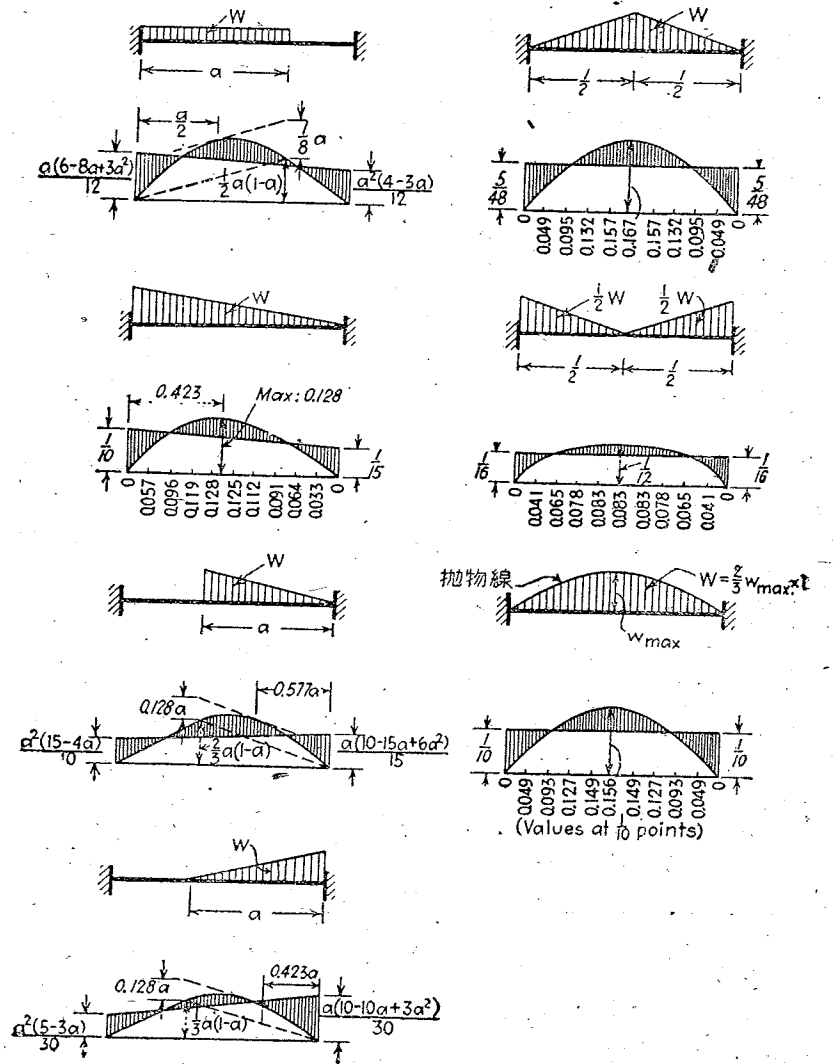 W
a
a/2
7/8 a
a(6-8a+3a²)/12
1/2 a(1-a)
a²(4-3a)/12
W
1/2 1/2
5/48
5/48
0 0.049 0.095 0.132 0.157 0.167 0.157 0.132 0.095 0.049 0
W
0.423
Max: 0.128
1/10
1/15
0 0.057 0.096 0.119 0.128 0.125 0.112 0.091 0.064 0.033 0
1/2 W 1/2 W
1/2 1/2
1/16
1/12
1/16
0 0.041 0.065 0.078 0.083 0.083 0.083 0.078 0.065 0.041 0
W
a
0.577a
0.128a
a²(15-4a)/10
2/3 a(1-a)
a(10-15a+6a²)/15
拋物線
W = 2/3 wmax. × l
wmax
1/10
1/10
0 0.049 0.093 0.127 0.149 0.156 0.149 0.127 0.093 0.049 0
(Values at 1/10 points)
W
a
0.423a
0.128a
a²(5-3a)/30
1/3 a(1-a)
a(10-10a+3a²)/30